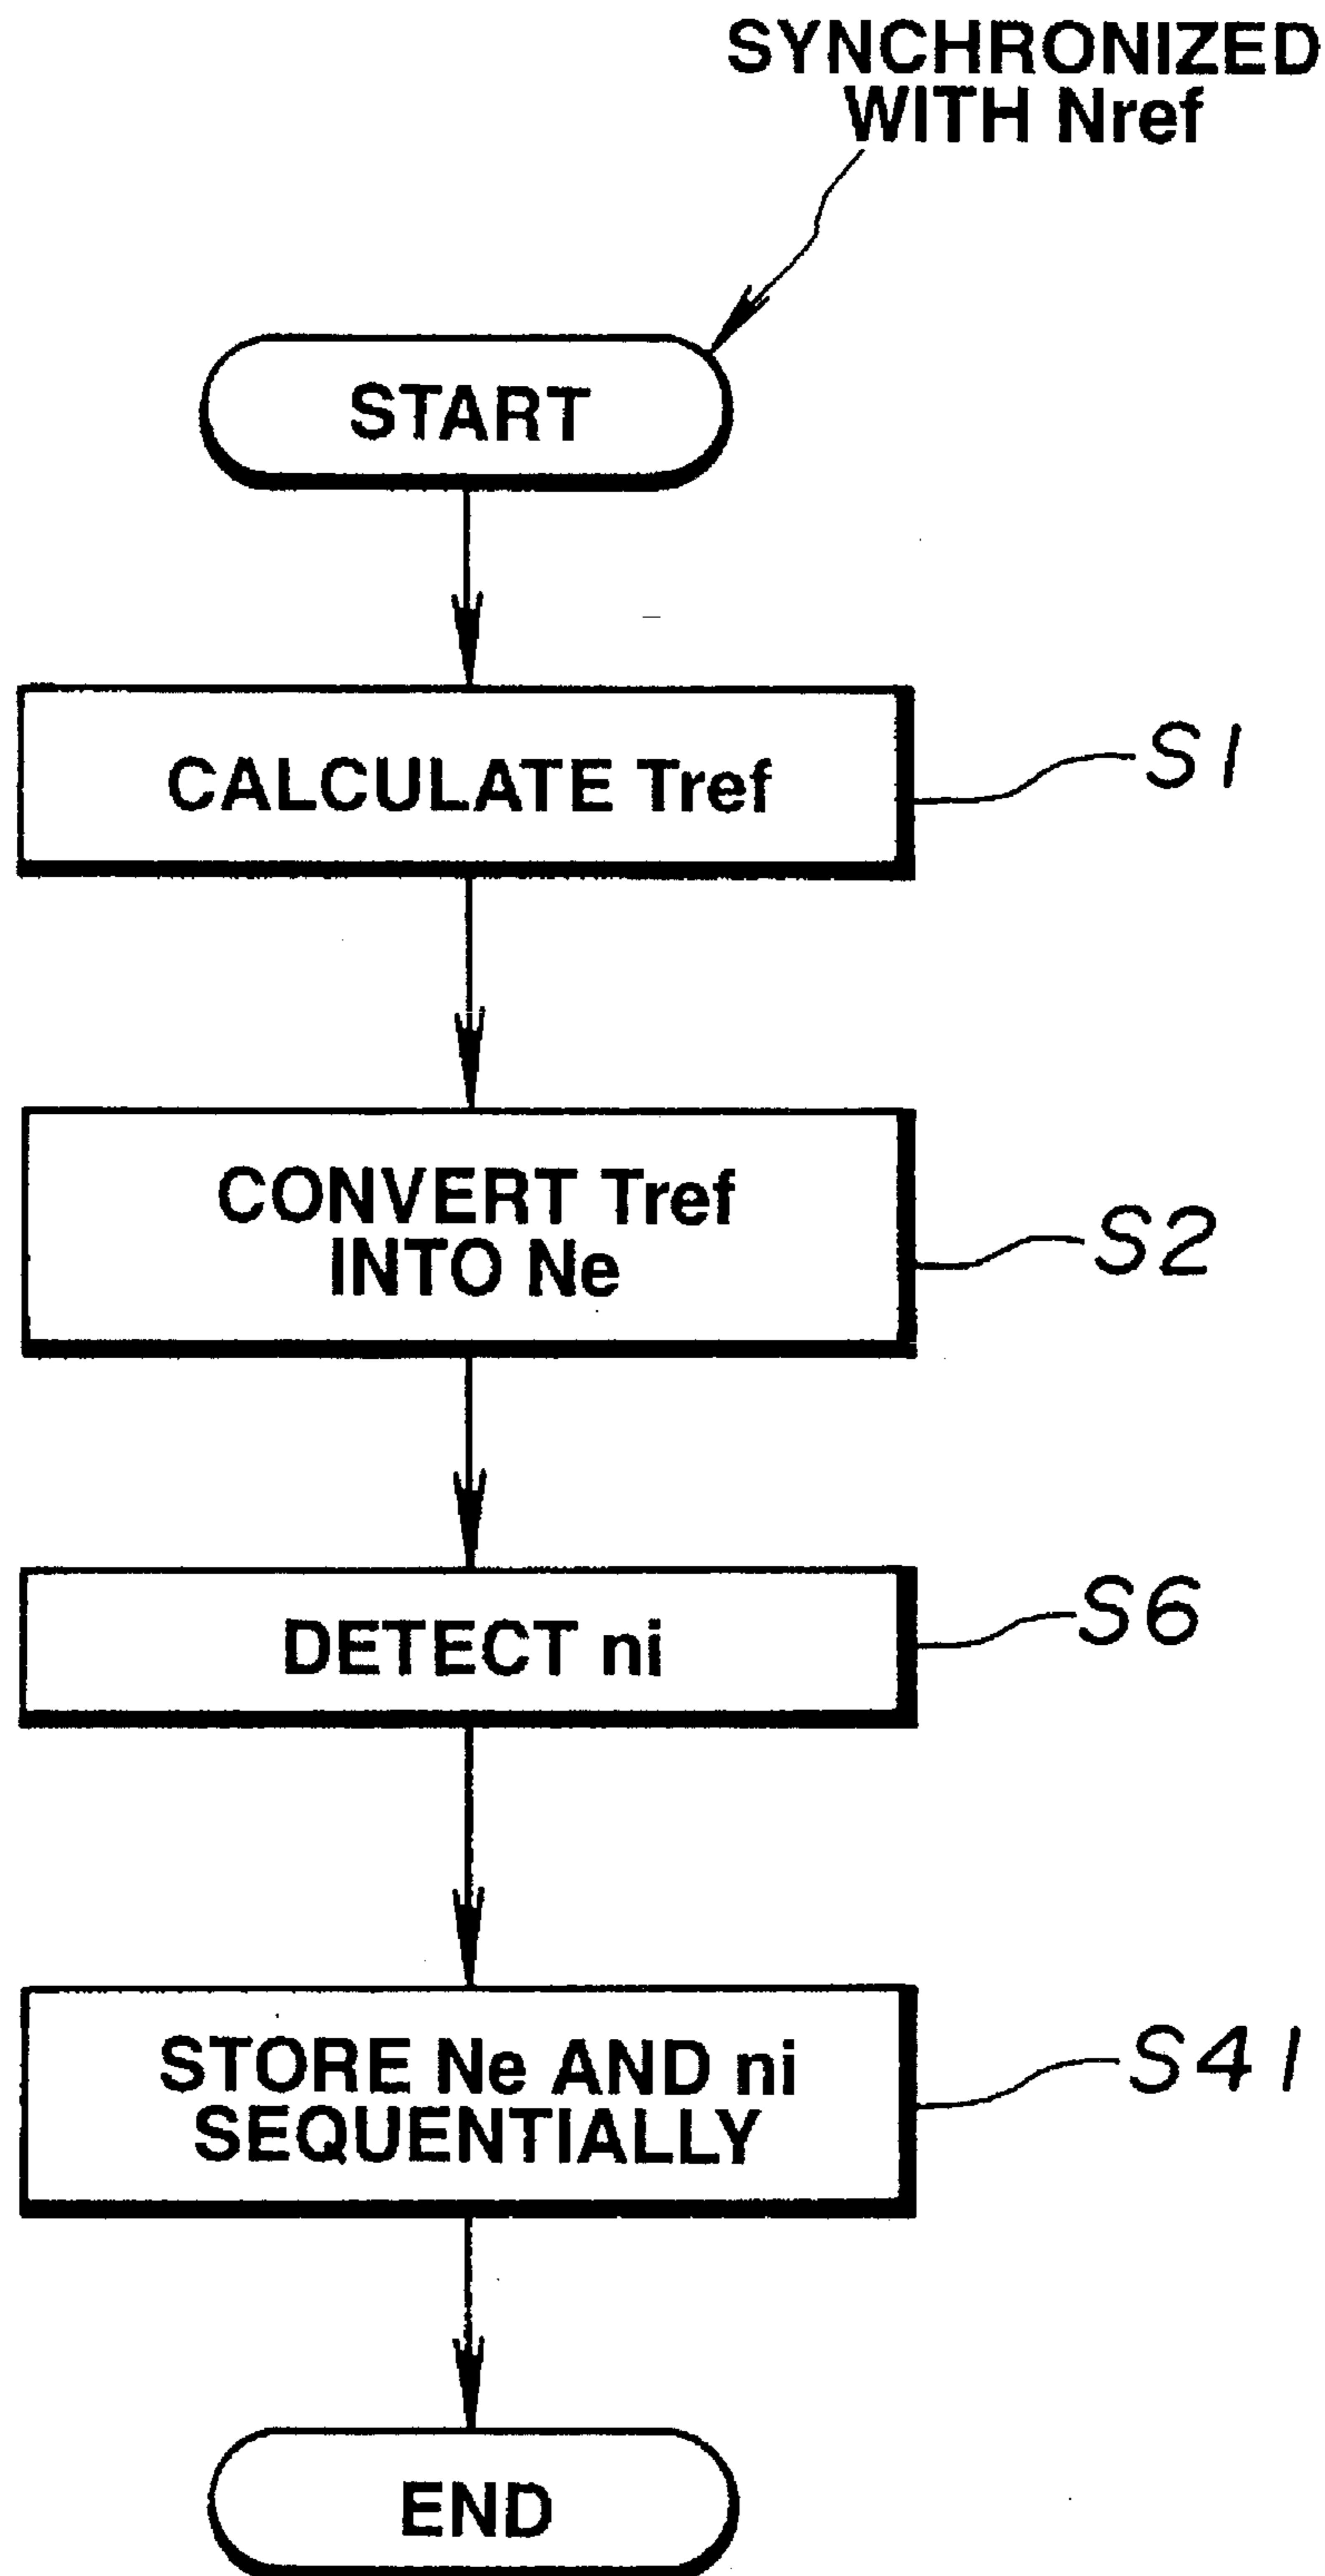 SYNCHRONIZED
WITH Nref
START
CALCULATE Tref
S1
CONVERT Tref
INTO Ne
S2
DETECT ni
S6
STORE Ne AND ni
SEQUENTIALLY
S41
END